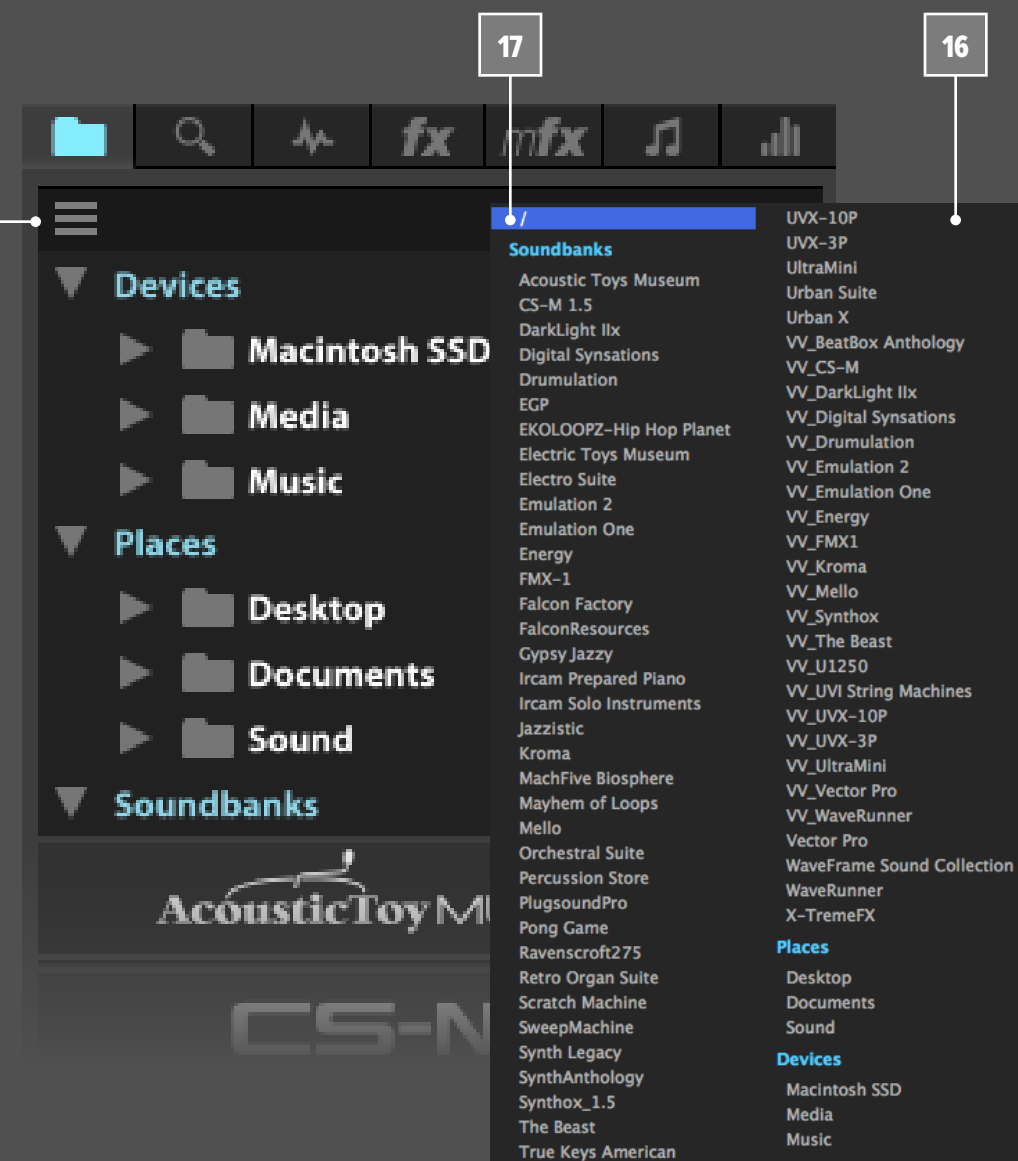 17
16
fx
mfx
Devices
Macintosh SSD
Media
Music
Places
Desktop
Documents
Sound
Soundbanks
AcousticToy
CS-
/
Soundbanks
Acoustic Toys Museum
CS-M 1.5
DarkLight IIx
Digital Synsations
Drumulation
EGP
EKOLOOPZ-Hip Hop Planet
Electric Toys Museum
Electro Suite
Emulation 2
Emulation One
Energy
FMX-1
Falcon Factory
FalconResources
Gypsy Jazzy
Ircam Prepared Piano
Ircam Solo Instruments
Jazzistic
Kroma
MachFive Biosphere
Mayhem of Loops
Mello
Orchestral Suite
Percussion Store
PlugsoundPro
Pong Game
Ravenscroft275
Retro Organ Suite
Scratch Machine
SweepMachine
Synth Legacy
SynthAnthology
Synthox_1.5
The Beast
True Keys American
UVX-10P
UVX-3P
UltraMini
Urban Suite
Urban X
VV_BeatBox Anthology
VV_CS-M
VV_DarkLight IIx
VV_Digital Synsations
VV_Drumulation
VV_Emulation 2
VV_Emulation One
VV_Energy
VV_FMX1
VV_Kroma
VV_Mello
VV_Synthox
VV_The Beast
VV_U1250
VV_UVI String Machines
VV_UVX-10P
VV_UVX-3P
VV_UltraMini
VV_Vector Pro
VV_WaveRunner
Vector Pro
WaveFrame Sound Collection
WaveRunner
X-TremeFX
Places
Desktop
Documents
Sound
Devices
Macintosh SSD
Media
Music